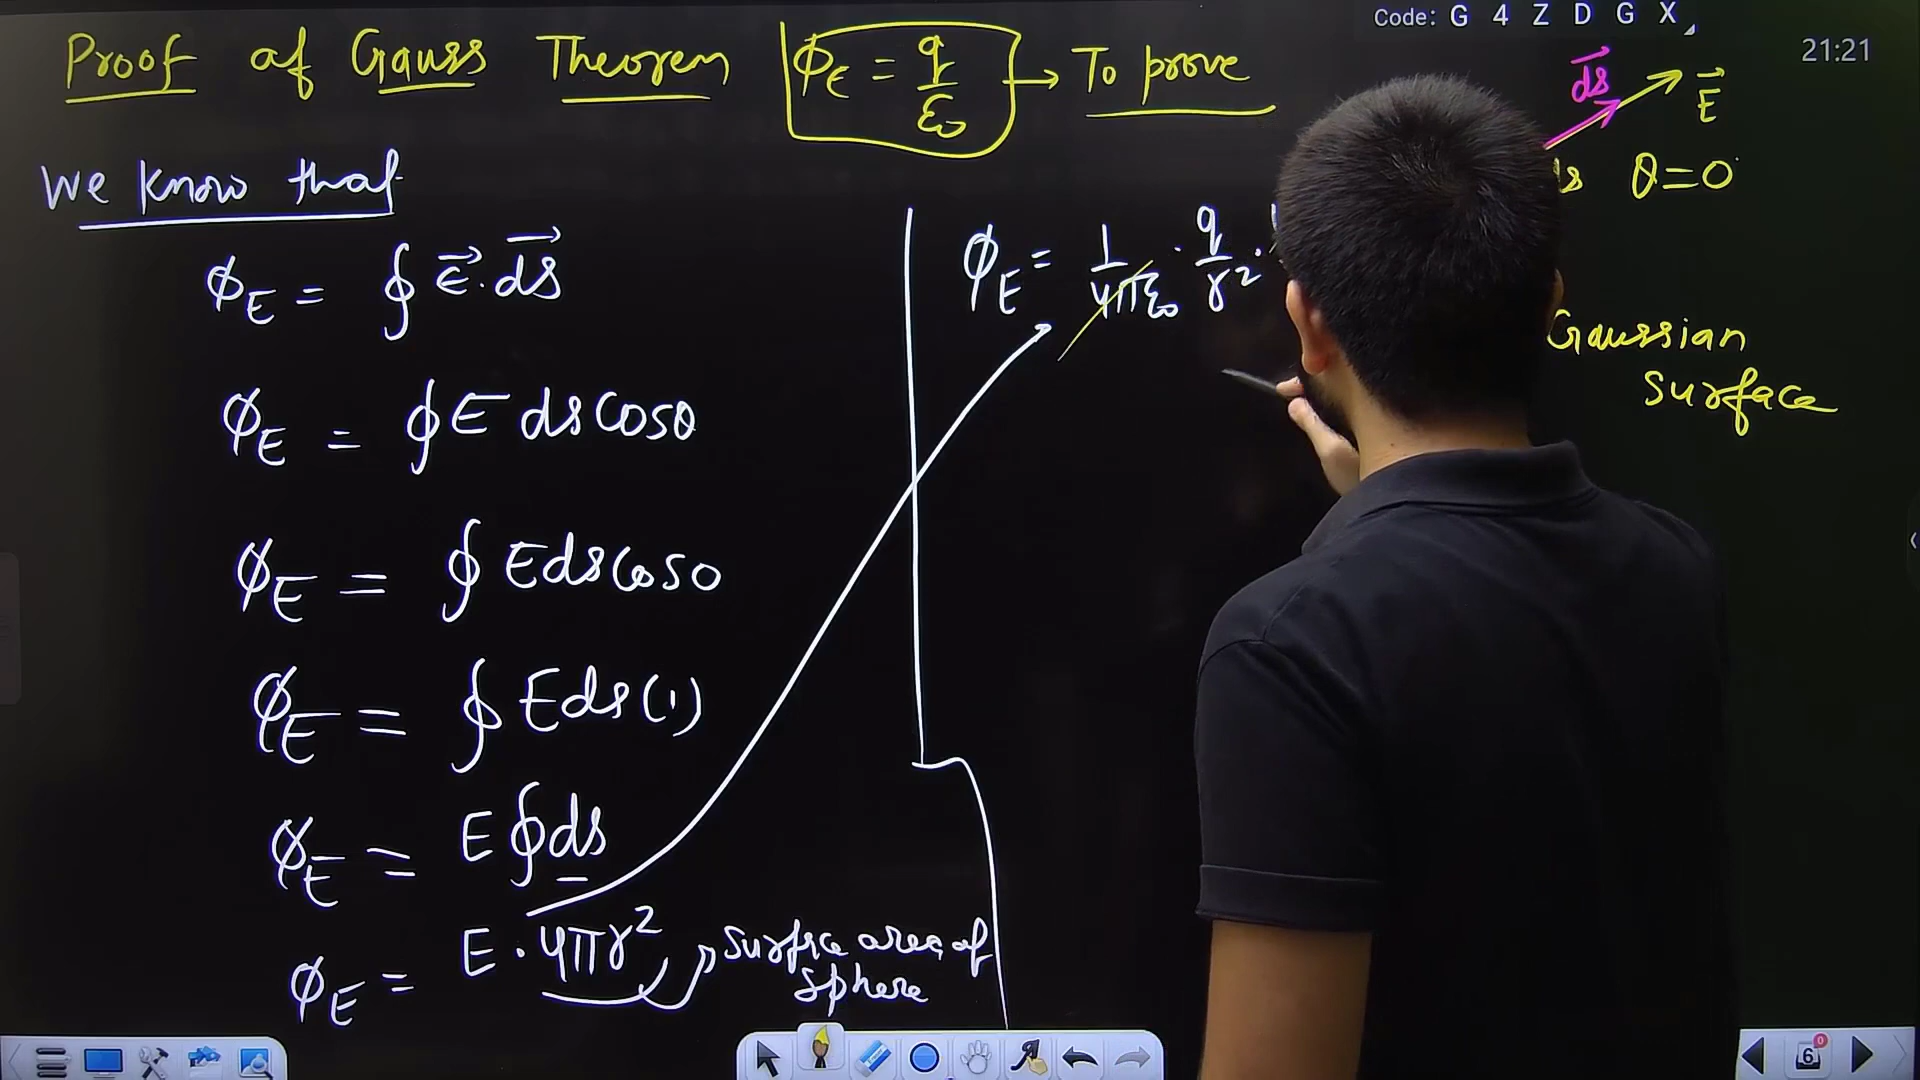 Code: G 4 Z D G X
21:21
Proof of Gauss Theorem ϕE = q/ε₀ → To prove
ds E
θ=0
We know that
ϕE = ∮ E⃗ . ds⃗
ϕE = ∮ E ds cosθ
ϕE = ∮ E ds cos0
ϕE = ∮ E ds (1)
ϕE = E ∮ ds
ϕE = E . 4πr² surface area of
sphere
ϕE = 1/4πε₀ . q/r² .
Gaussian
surface
6
0